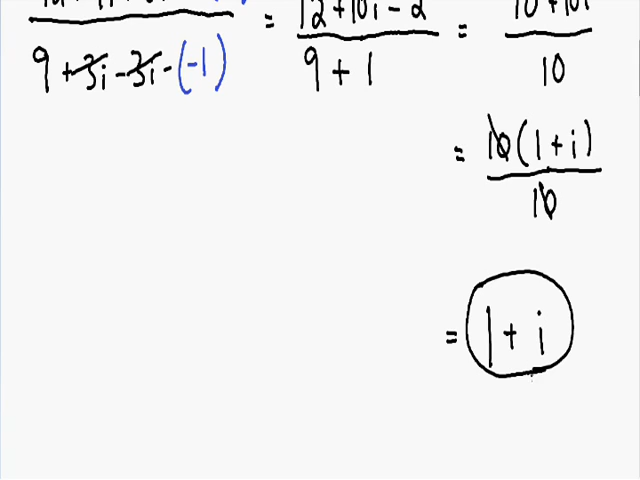 = 12 + 10i - 2 = 10 + 10i
9 + 3i - 3i - (-1) 9 + 1 10
= 10(1 + i)
10
= 1 + i